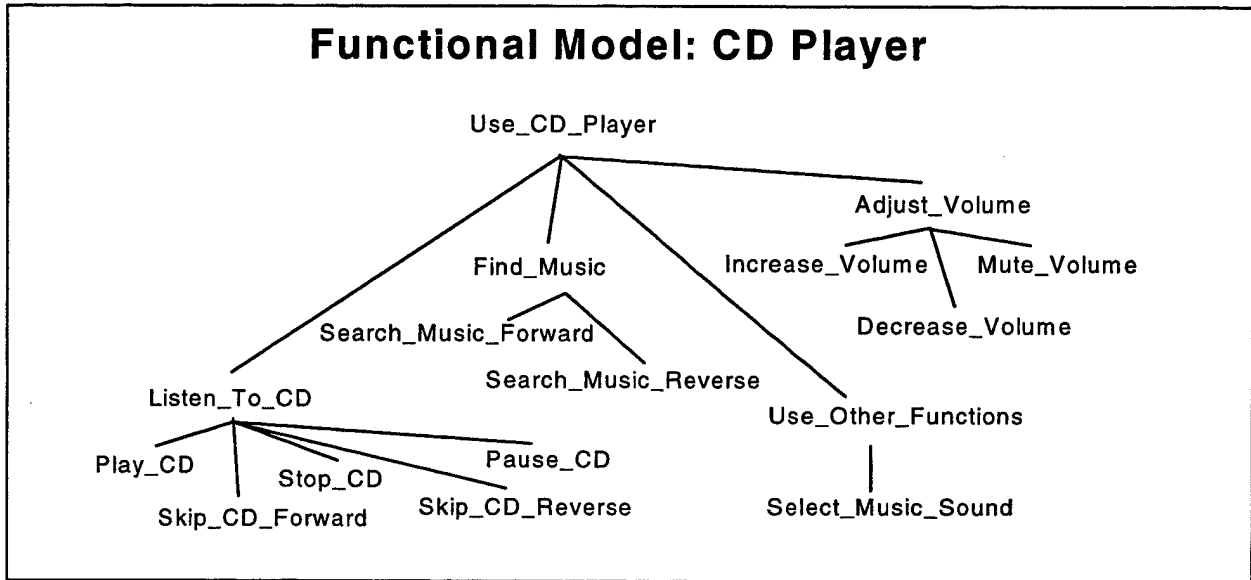 Functional Model: CD Player
Use_CD_Player
Adjust_Volume
Increase_Volume
Mute_Volume
Find_Music
Decrease_Volume
Search_Music_Forward
Search_Music_Reverse
Listen_To_CD
Use_Other_Functions
Play_CD
Stop_CD
Pause_CD
Skip_CD_Forward
Skip_CD_Reverse
Select_Music_Sound